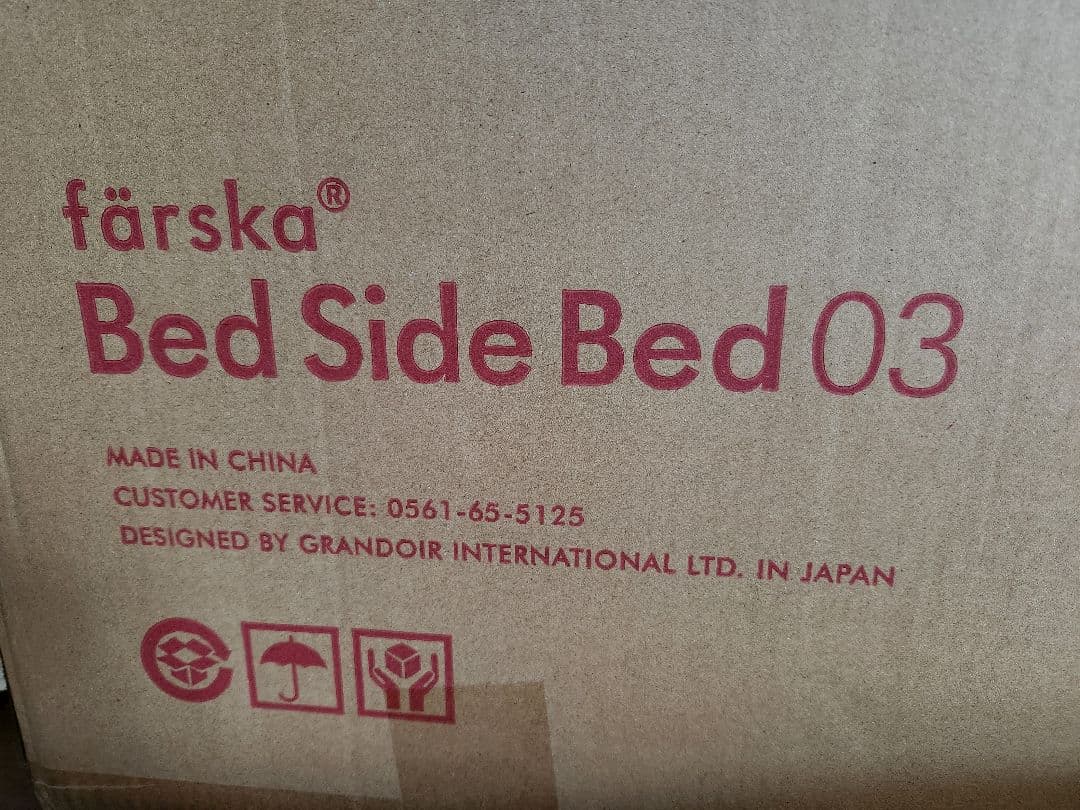 färska®
Bed Side Bed 03
MADE IN CHINA
CUSTOMER SERVICE: 0561-65-5125
DESIGNED BY GRANDOIR INTERNATIONAL LTD. IN JAPAN